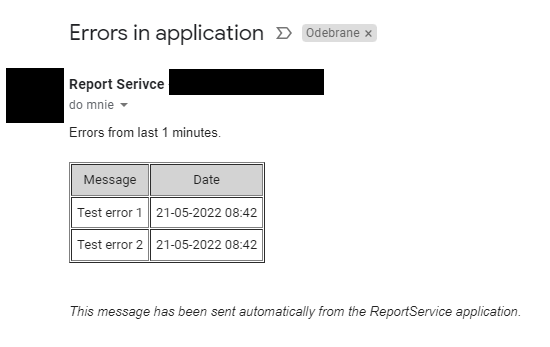 Errors in application Odebrane ×
Report Serivce
do mnie
Errors from last 1 minutes.
Message Date
Test error 1 21-05-2022 08:42
Test error 2 21-05-2022 08:42
This message has been sent automatically from the ReportService application.